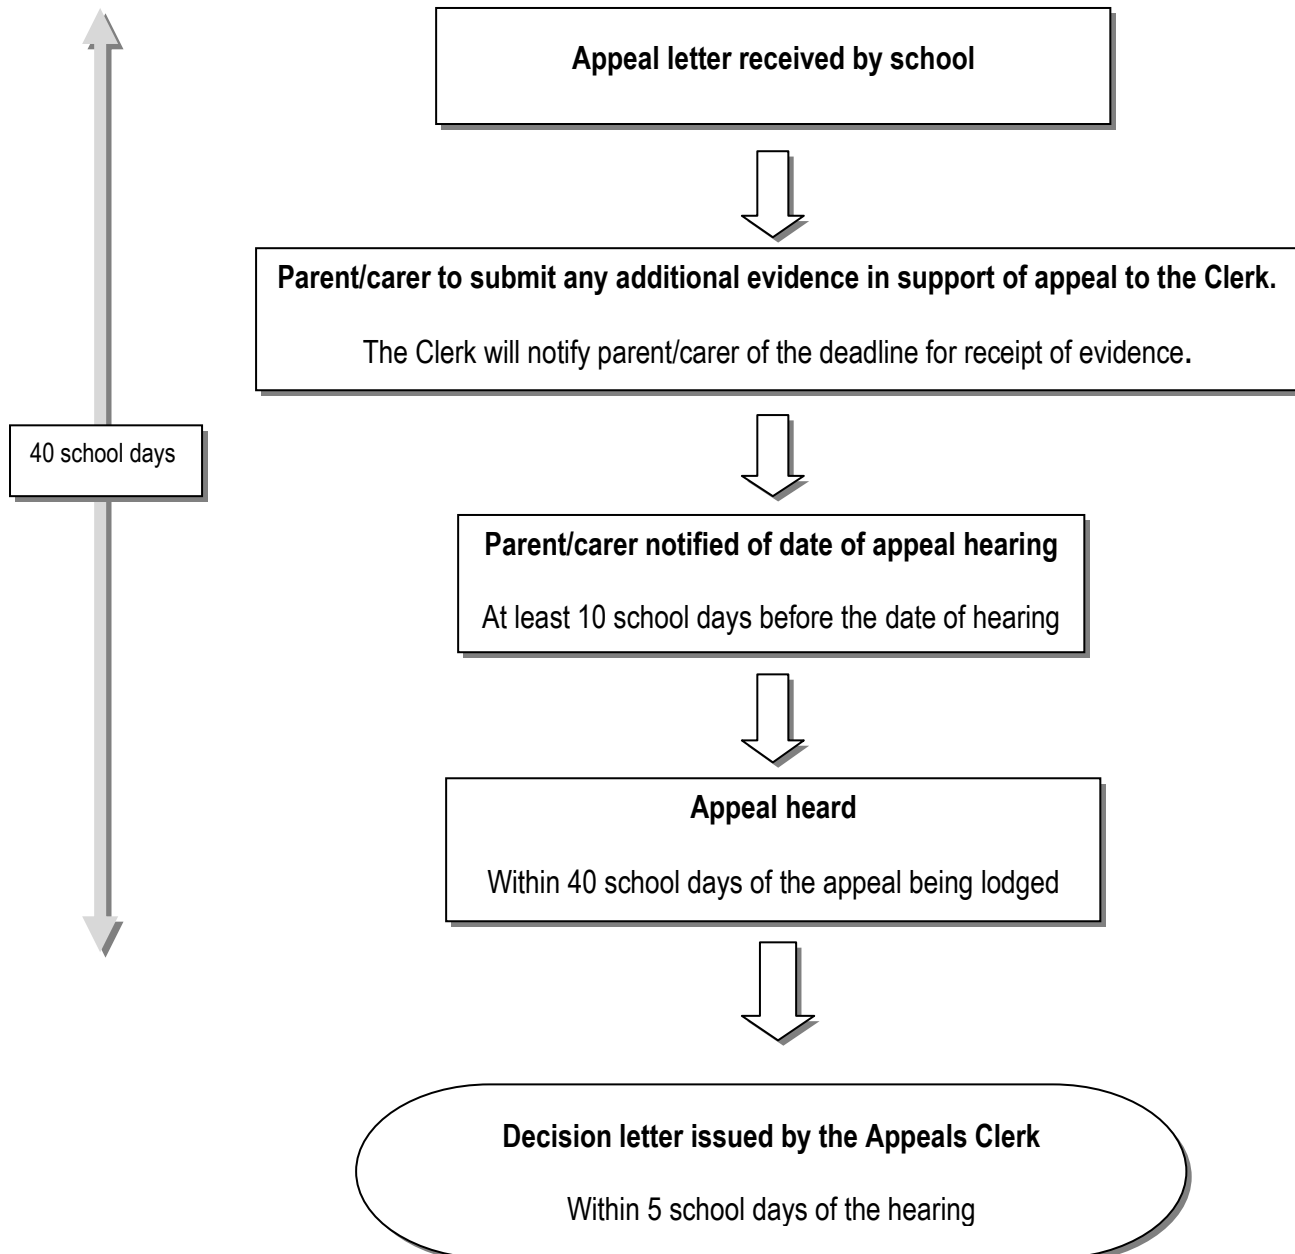 Appeal letter received by school
Parent/carer to submit any additional evidence in support of appeal to the Clerk.
The Clerk will notify parent/carer of the deadline for receipt of evidence.
40 school days
Parent/carer notified of date of appeal hearing
At least 10 school days before the date of hearing
Appeal heard
Within 40 school days of the appeal being lodged
Decision letter issued by the Appeals Clerk
Within 5 school days of the hearing